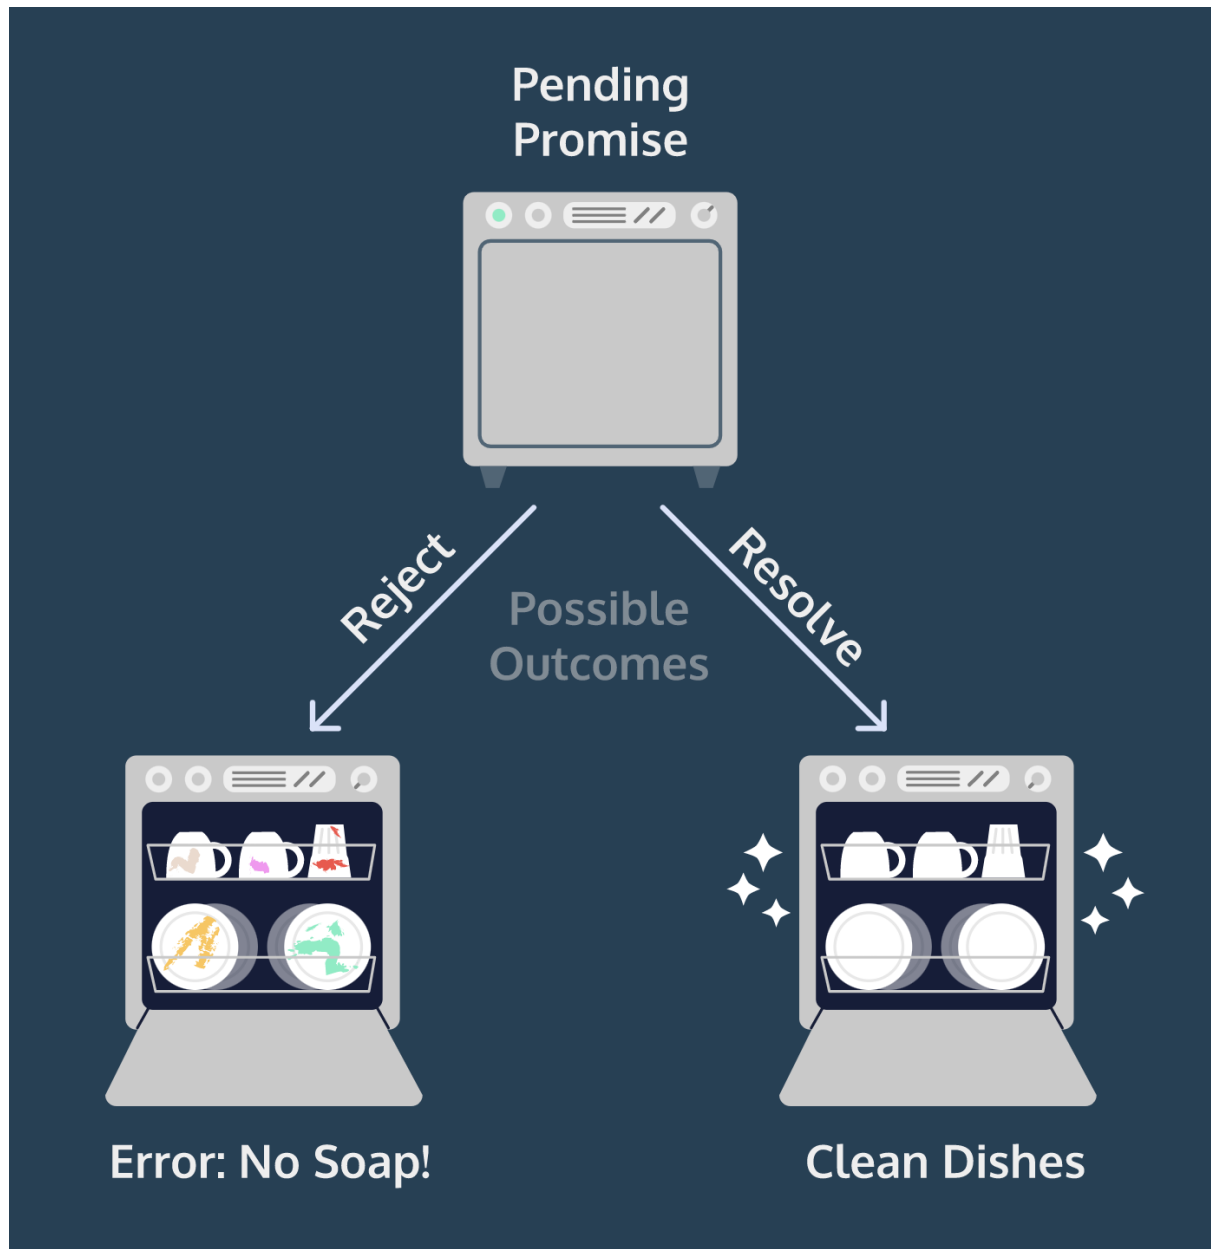 Pending
Promise
Reject
Resolve
Possible
Outcomes
Error: No Soap!
Clean Dishes